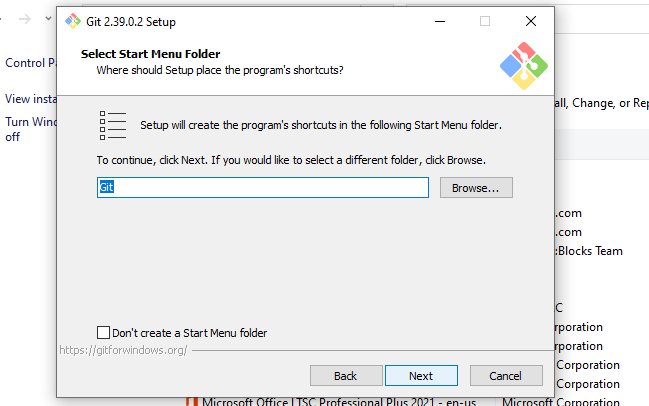 Git 2.39.0.2 Setup
Control Pa
Select Start Menu Folder
Where should Setup place the program's shortcuts?
View insta
all, Change, or Rep
Turn Wind
off
Setup will create the program's shortcuts in the following Start Menu folder.
To continue, click Next. If you would like to select a different folder, click Browse.
Git
Browse...
.com
.com
:Blocks Team
C
rporation
Don't create a Start Menu folder
rporation
https://gitforwindows.org/
Corporation
Back
Next
Cancel
Corporation
Microsoft Office LTSC Professional Plus 2021 - en-us
Microsoft Corporation